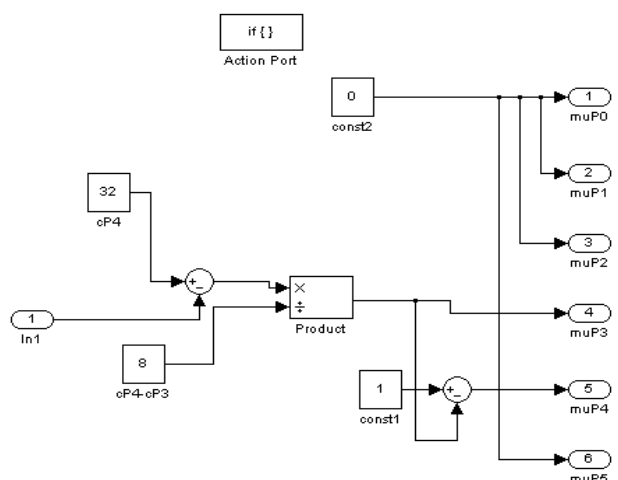 if { }
Action Port
0
const2
1
muP0
2
muP1
32
cP4
3
muP2
+
−
×
÷
Product
1
In1
4
muP3
8
cP4-cP3
1
const1
+
−
5
muP4
6
muP5